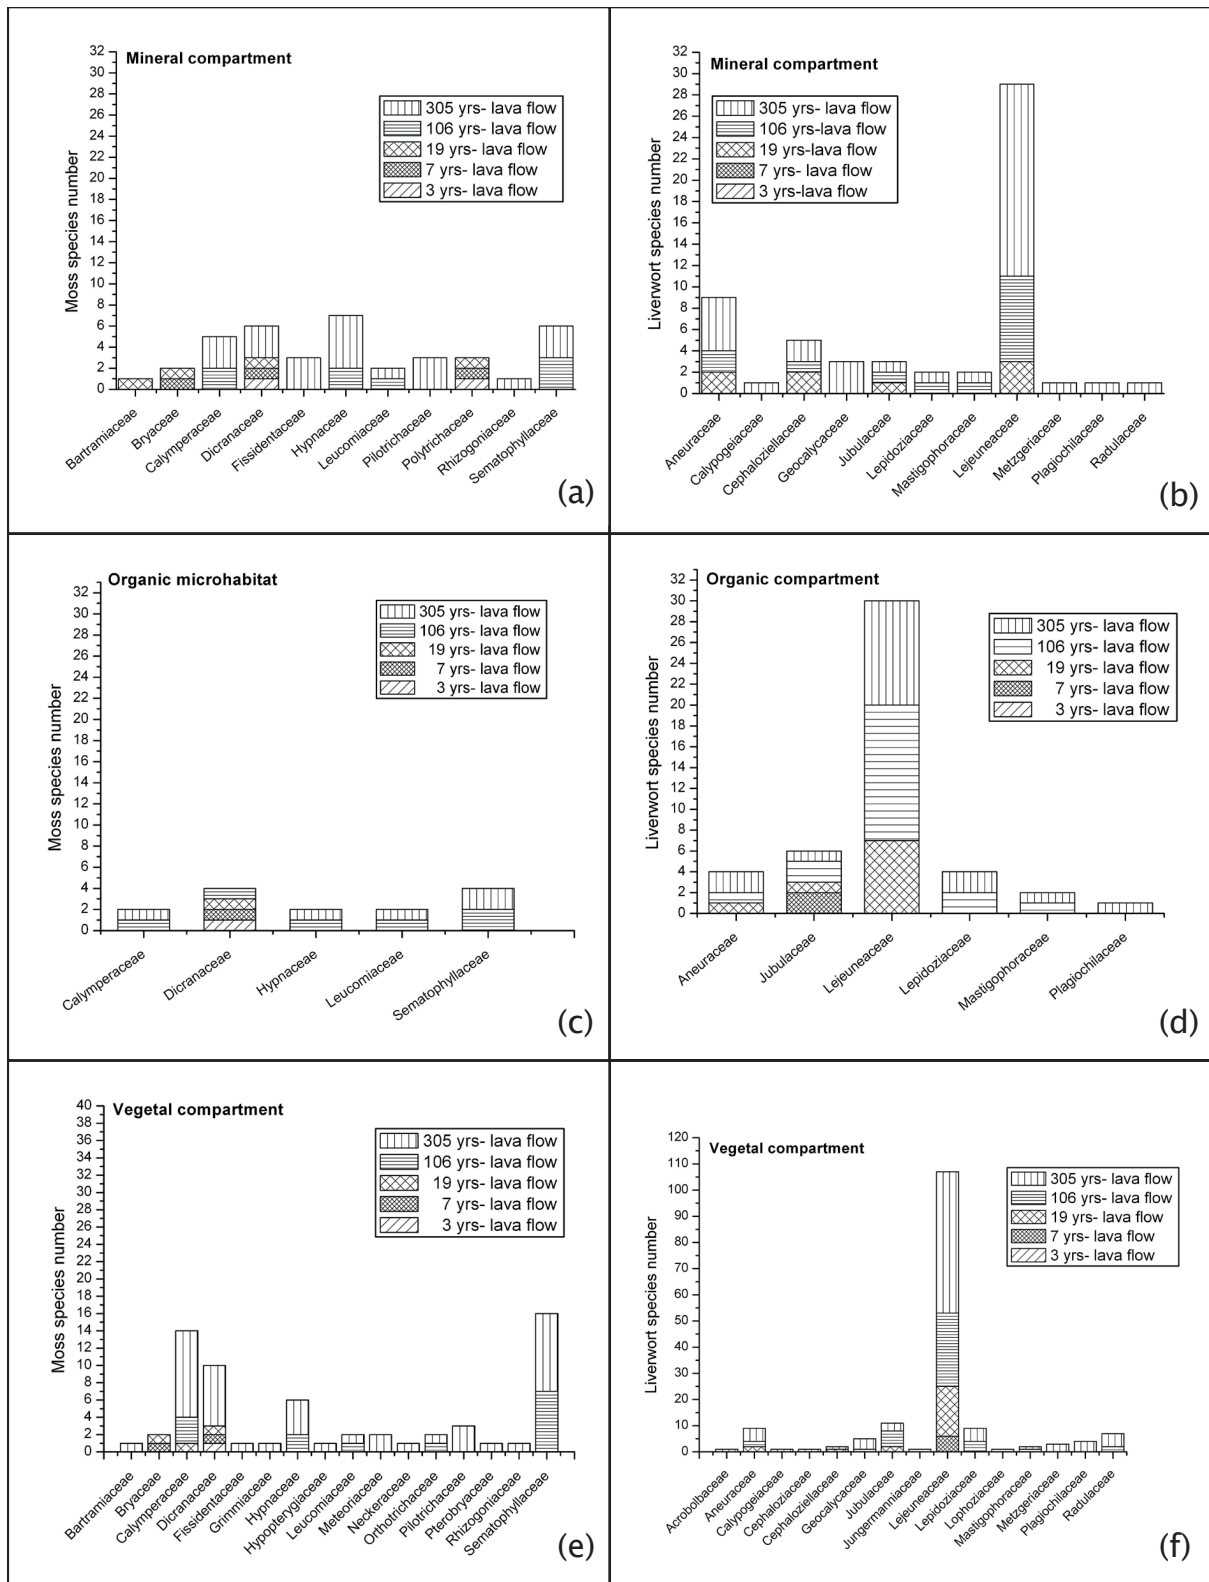 Mineral compartment
Moss species number
32
30
28
26
24
22
20
18
16
14
12
10
8
6
4
2
0
305 yrs- lava flow
106 yrs- lava flow
19 yrs- lava flow
7 yrs- lava flow
3 yrs- lava flow
Bartramiaceae
Bryaceae
Calymperaceae
Dicranaceae
Fissidentaceae
Hypnaceae
Leucomiaceae
Pilotrichaceae
Polytrichaceae
Rhizogoniaceae
Sematophyllaceae
(a)
Mineral compartment
Liverwort species number
32
30
28
26
24
22
20
18
16
14
12
10
8
6
4
2
0
305 yrs- lava flow
106 yrs-lava flow
19 yrs-lava flow
7 yrs-lava flow
3 yrs-lava flow
Aneuraceae
Calypogeiaceae
Cephaloziellaceae
Geocalycaceae
Jubulaceae
Lepidoziaceae
Mastigophoraceae
Lejeuneaceae
Metzgeriaceae
Plagiochilaceae
Radulaceae
(b)
Organic microhabitat
Moss species number
32
30
28
26
24
22
20
18
16
14
12
10
8
6
4
2
0
305 yrs- lava flow
106 yrs- lava flow
19 yrs- lava flow
7 yrs- lava flow
3 yrs- lava flow
Calymperaceae
Dicranaceae
Hypnaceae
Leucomiaceae
Sematophyllaceae
(c)
Organic compartment
Liverwort species number
32
30
28
26
24
22
20
18
16
14
12
10
8
6
4
2
0
305 yrs- lava flow
106 yrs- lava flow
19 yrs- lava flow
7 yrs- lava flow
3 yrs- lava flow
Aneuraceae
Jubulaceae
Lejeuneaceae
Lepidoziaceae
Mastigophoraceae
Plagiochilaceae
(d)
Vegetal compartment
Moss species number
40
38
36
34
32
30
28
26
24
22
20
18
16
14
12
10
8
6
4
2
0
305 yrs- lava flow
106 yrs- lava flow
19 yrs- lava flow
7 yrs- lava flow
3 yrs- lava flow
Bartramiaceae
Bryaceae
Calymperaceae
Dicranaceae
Fissidentaceae
Grimmiaceae
Hypnaceae
Hypopterygiaceae
Leucomiaceae
Meteoriaceae
Neckeraceae
Orthotrichaceae
Pilotrichaceae
Pterobryaceae
Rhizogoniaceae
Sematophyllaceae
(e)
Vegetal compartment
Liverwort species number
120
110
100
90
80
70
60
50
40
30
20
10
0
305 yrs- lava flow
106 yrs- lava flow
19 yrs- lava flow
7 yrs- lava flow
3 yrs- lava flow
Acrobolbaceae
Aneuraceae
Calypogeiaceae
Cephaloziaceae
Cephaloziellaceae
Geocalycaceae
Jubulaceae
Jungermanniaceae
Lejeuneaceae
Lepidoziaceae
Lophoziaceae
Mastigophoraceae
Metzgeriaceae
Plagiochilaceae
Radulaceae
(f)